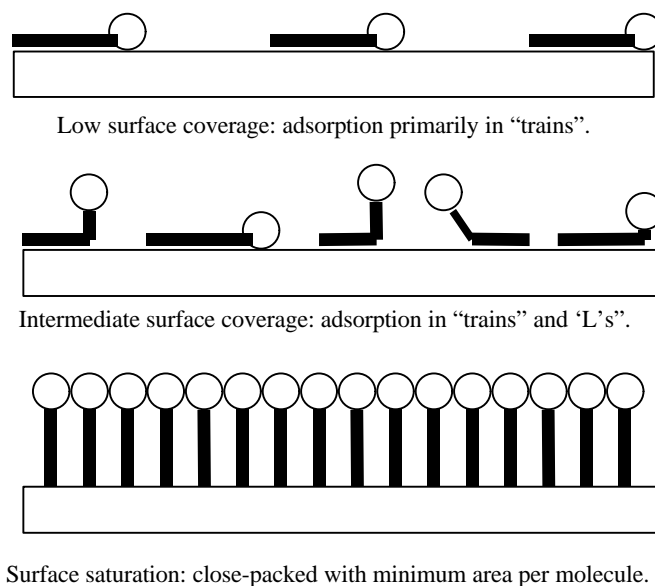 Low surface coverage: adsorption primarily in “trains”.
Intermediate surface coverage: adsorption in “trains” and ‘L's”.
Surface saturation: close-packed with minimum area per molecule.